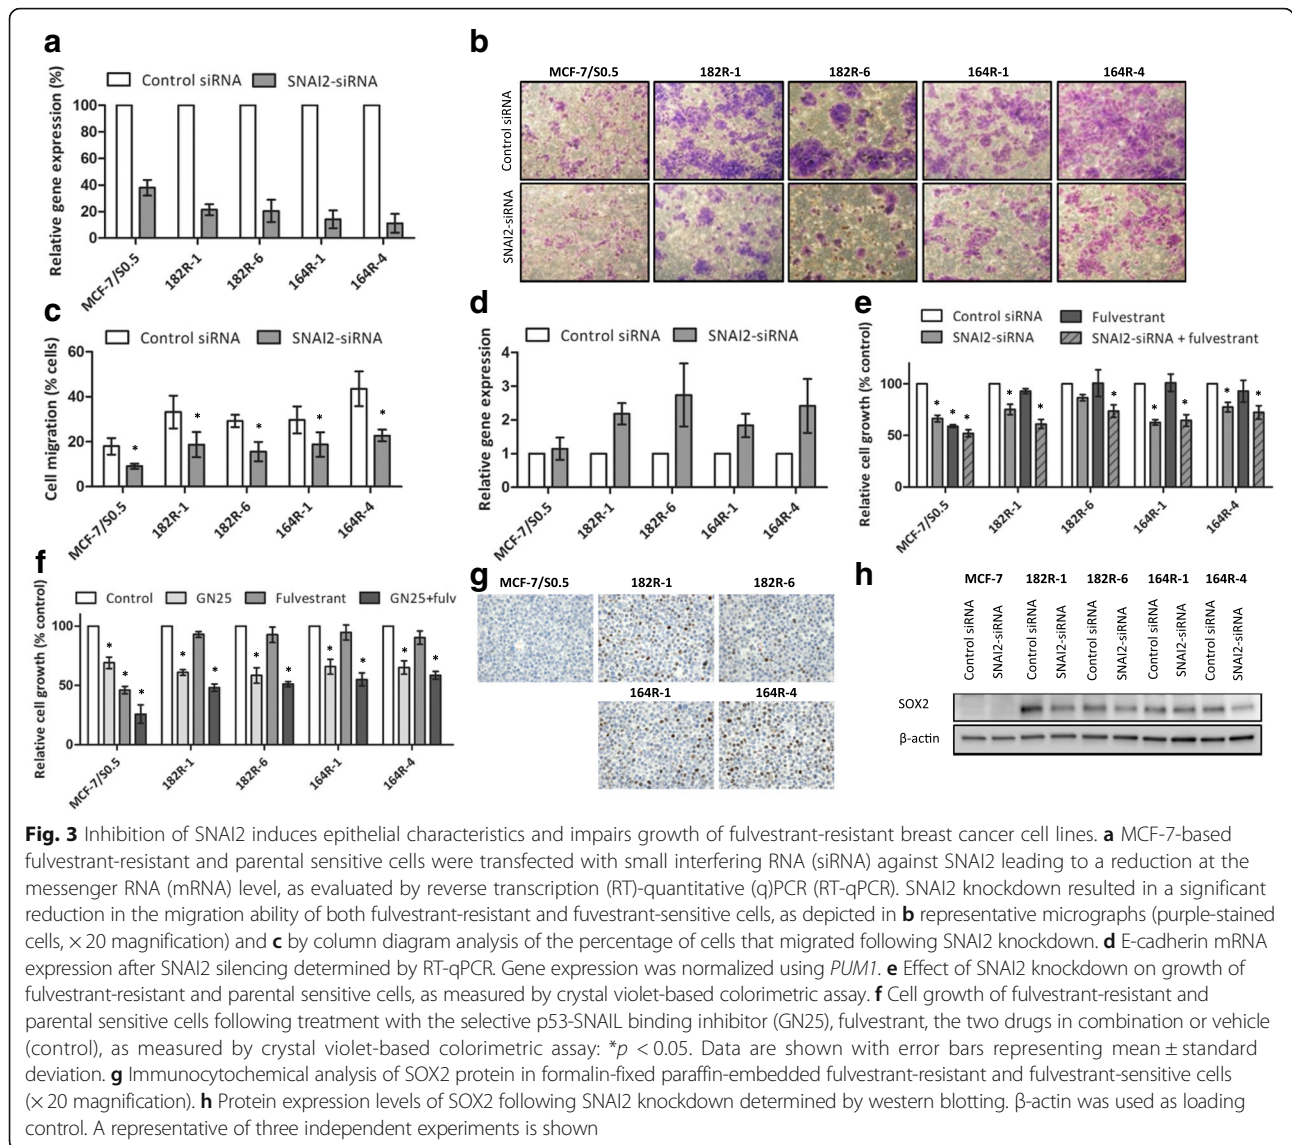 a
Control siRNA
SNAI2-siRNA
Relative gene expression (%)
100
80
60
40
20
0
MCF-7/S0.5
182R-1
182R-6
164R-1
164R-4
b
MCF-7/S0.5
182R-1
182R-6
164R-1
164R-4
Control siRNA
SNAI2-siRNA
c
Control siRNA
SNAI2-siRNA
Cell migration (% cells)
60
40
20
0
*
*
*
*
*
MCF-7/S0.5
182R-1
182R-6
164R-1
164R-4
d
Control siRNA
SNAI2-siRNA
Relative gene expression
4
3
2
1
0
MCF-7/S0.5
182R-1
182R-6
164R-1
164R-4
e
Control siRNA
Fulvestrant
SNAI2-siRNA
SNAI2-siRNA + fulvestrant
Relative cell growth (% control)
100
50
0
* * *
* *
*
* *
* *
MCF-7/S0.5
182R-1
182R-6
164R-1
164R-4
f
Control
GN25
Fulvestrant
GN25+fulv
Relative cell growth (% control)
100
50
0
* * *
* *
* *
* *
* *
MCF-7/S0.5
182R-1
182R-6
164R-1
164R-4
g
MCF-7/S0.5
182R-1
182R-6
164R-1
164R-4
h
MCF-7
182R-1
182R-6
164R-1
164R-4
Control siRNA
SNAI2-siRNA
Control siRNA
SNAI2-siRNA
Control siRNA
SNAI2-siRNA
Control siRNA
SNAI2-siRNA
Control siRNA
SNAI2-siRNA
SOX2
β-actin
Fig. 3 Inhibition of SNAI2 induces epithelial characteristics and impairs growth of fulvestrant-resistant breast cancer cell lines. a MCF-7-based
fulvestrant-resistant and parental sensitive cells were transfected with small interfering RNA (siRNA) against SNAI2 leading to a reduction at the
messenger RNA (mRNA) level, as evaluated by reverse transcription (RT)-quantitative (q)PCR (RT-qPCR). SNAI2 knockdown resulted in a significant
reduction in the migration ability of both fulvestrant-resistant and fuvestrant-sensitive cells, as depicted in b representative micrographs (purple-stained
cells, × 20 magnification) and c by column diagram analysis of the percentage of cells that migrated following SNAI2 knockdown. d E-cadherin mRNA
expression after SNAI2 silencing determined by RT-qPCR. Gene expression was normalized using PUM1. e Effect of SNAI2 knockdown on growth of
fulvestrant-resistant and parental sensitive cells, as measured by crystal violet-based colorimetric assay. f Cell growth of fulvestrant-resistant and
parental sensitive cells following treatment with the selective p53-SNAIL binding inhibitor (GN25), fulvestrant, the two drugs in combination or vehicle
(control), as measured by crystal violet-based colorimetric assay: *p < 0.05. Data are shown with error bars representing mean ± standard
deviation. g Immunocytochemical analysis of SOX2 protein in formalin-fixed paraffin-embedded fulvestrant-resistant and fulvestrant-sensitive cells
(× 20 magnification). h Protein expression levels of SOX2 following SNAI2 knockdown determined by western blotting. β-actin was used as loading
control. A representative of three independent experiments is shown